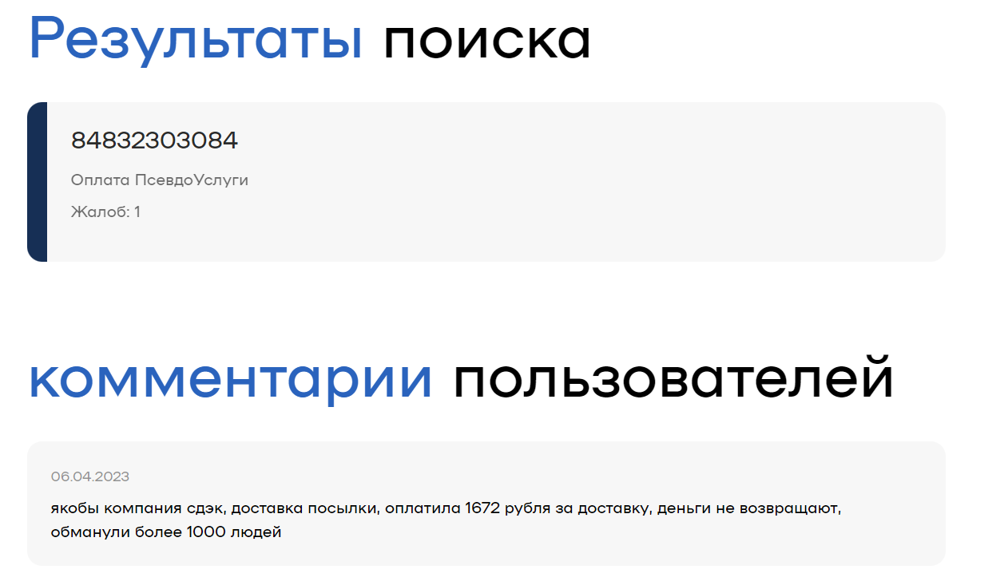 Результаты поиска
84832303084
Оплата ПсевдоУслуги
Жалоб: 1
комментарии пользователей
06.04.2023
якобы компания сдэк, доставка посылки, оплатила 1672 рубля за доставку, деньги не возвращают,
обманули более 1000 людей